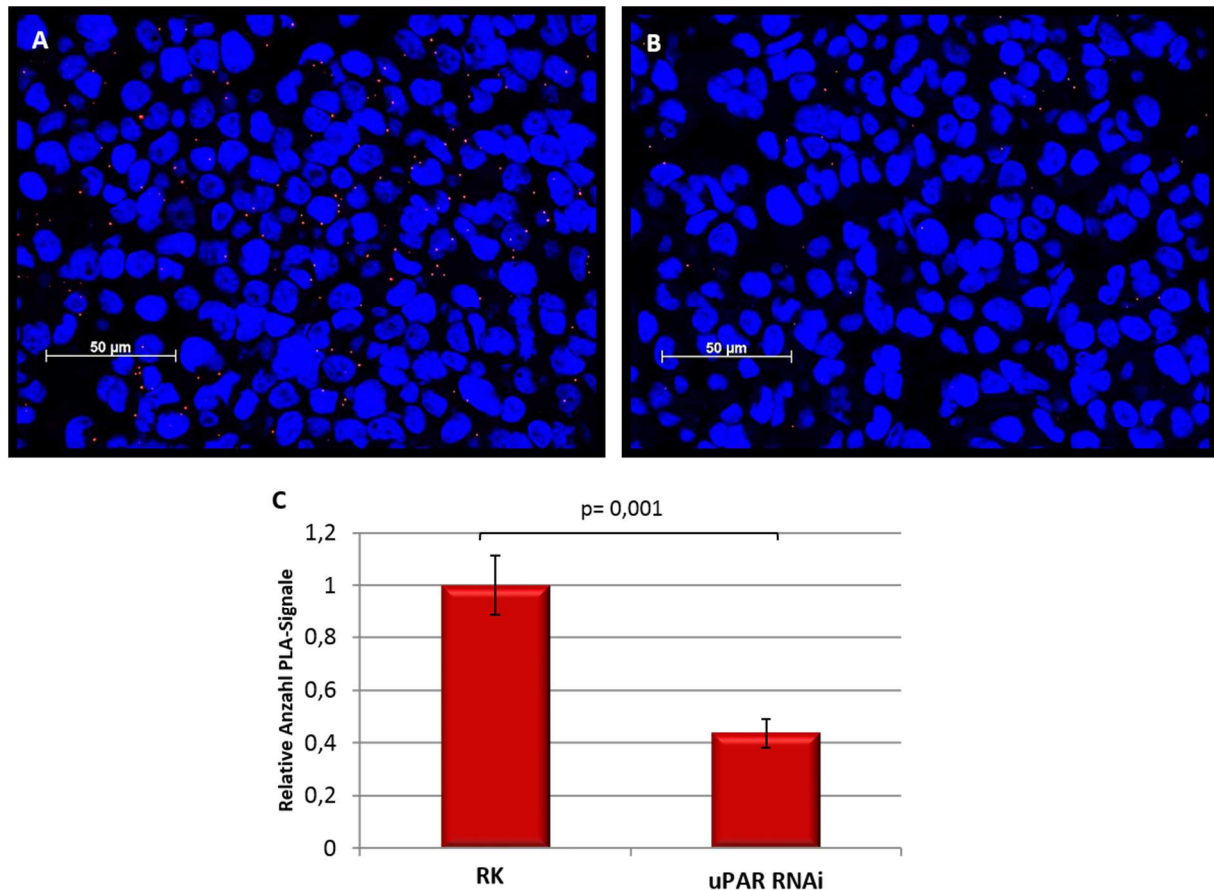 A
B
50 µm
50 µm
C
p= 0,001
Relative Anzahl PLA-Signale
1,2
1
0,8
0,6
0,4
0,2
0
RK
uPAR RNAi